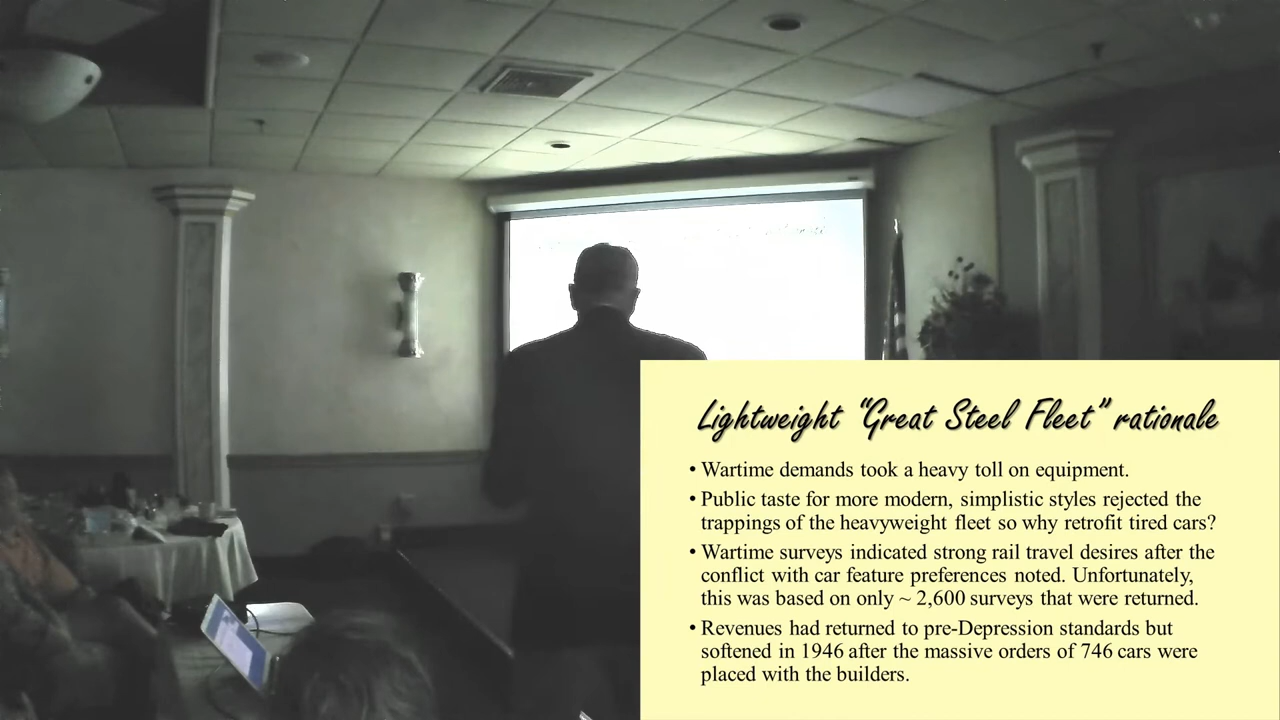 Lightweight “Great Steel Fleet” rationale
• Wartime demands took a heavy toll on equipment.
• Public taste for more modern, simplistic styles rejected the
trappings of the heavyweight fleet so why retrofit tired cars?
• Wartime surveys indicated strong rail travel desires after the
conflict with car feature preferences noted. Unfortunately,
this was based on only ~ 2,600 surveys that were returned.
• Revenues had returned to pre-Depression standards but
softened in 1946 after the massive orders of 746 cars were
placed with the builders.